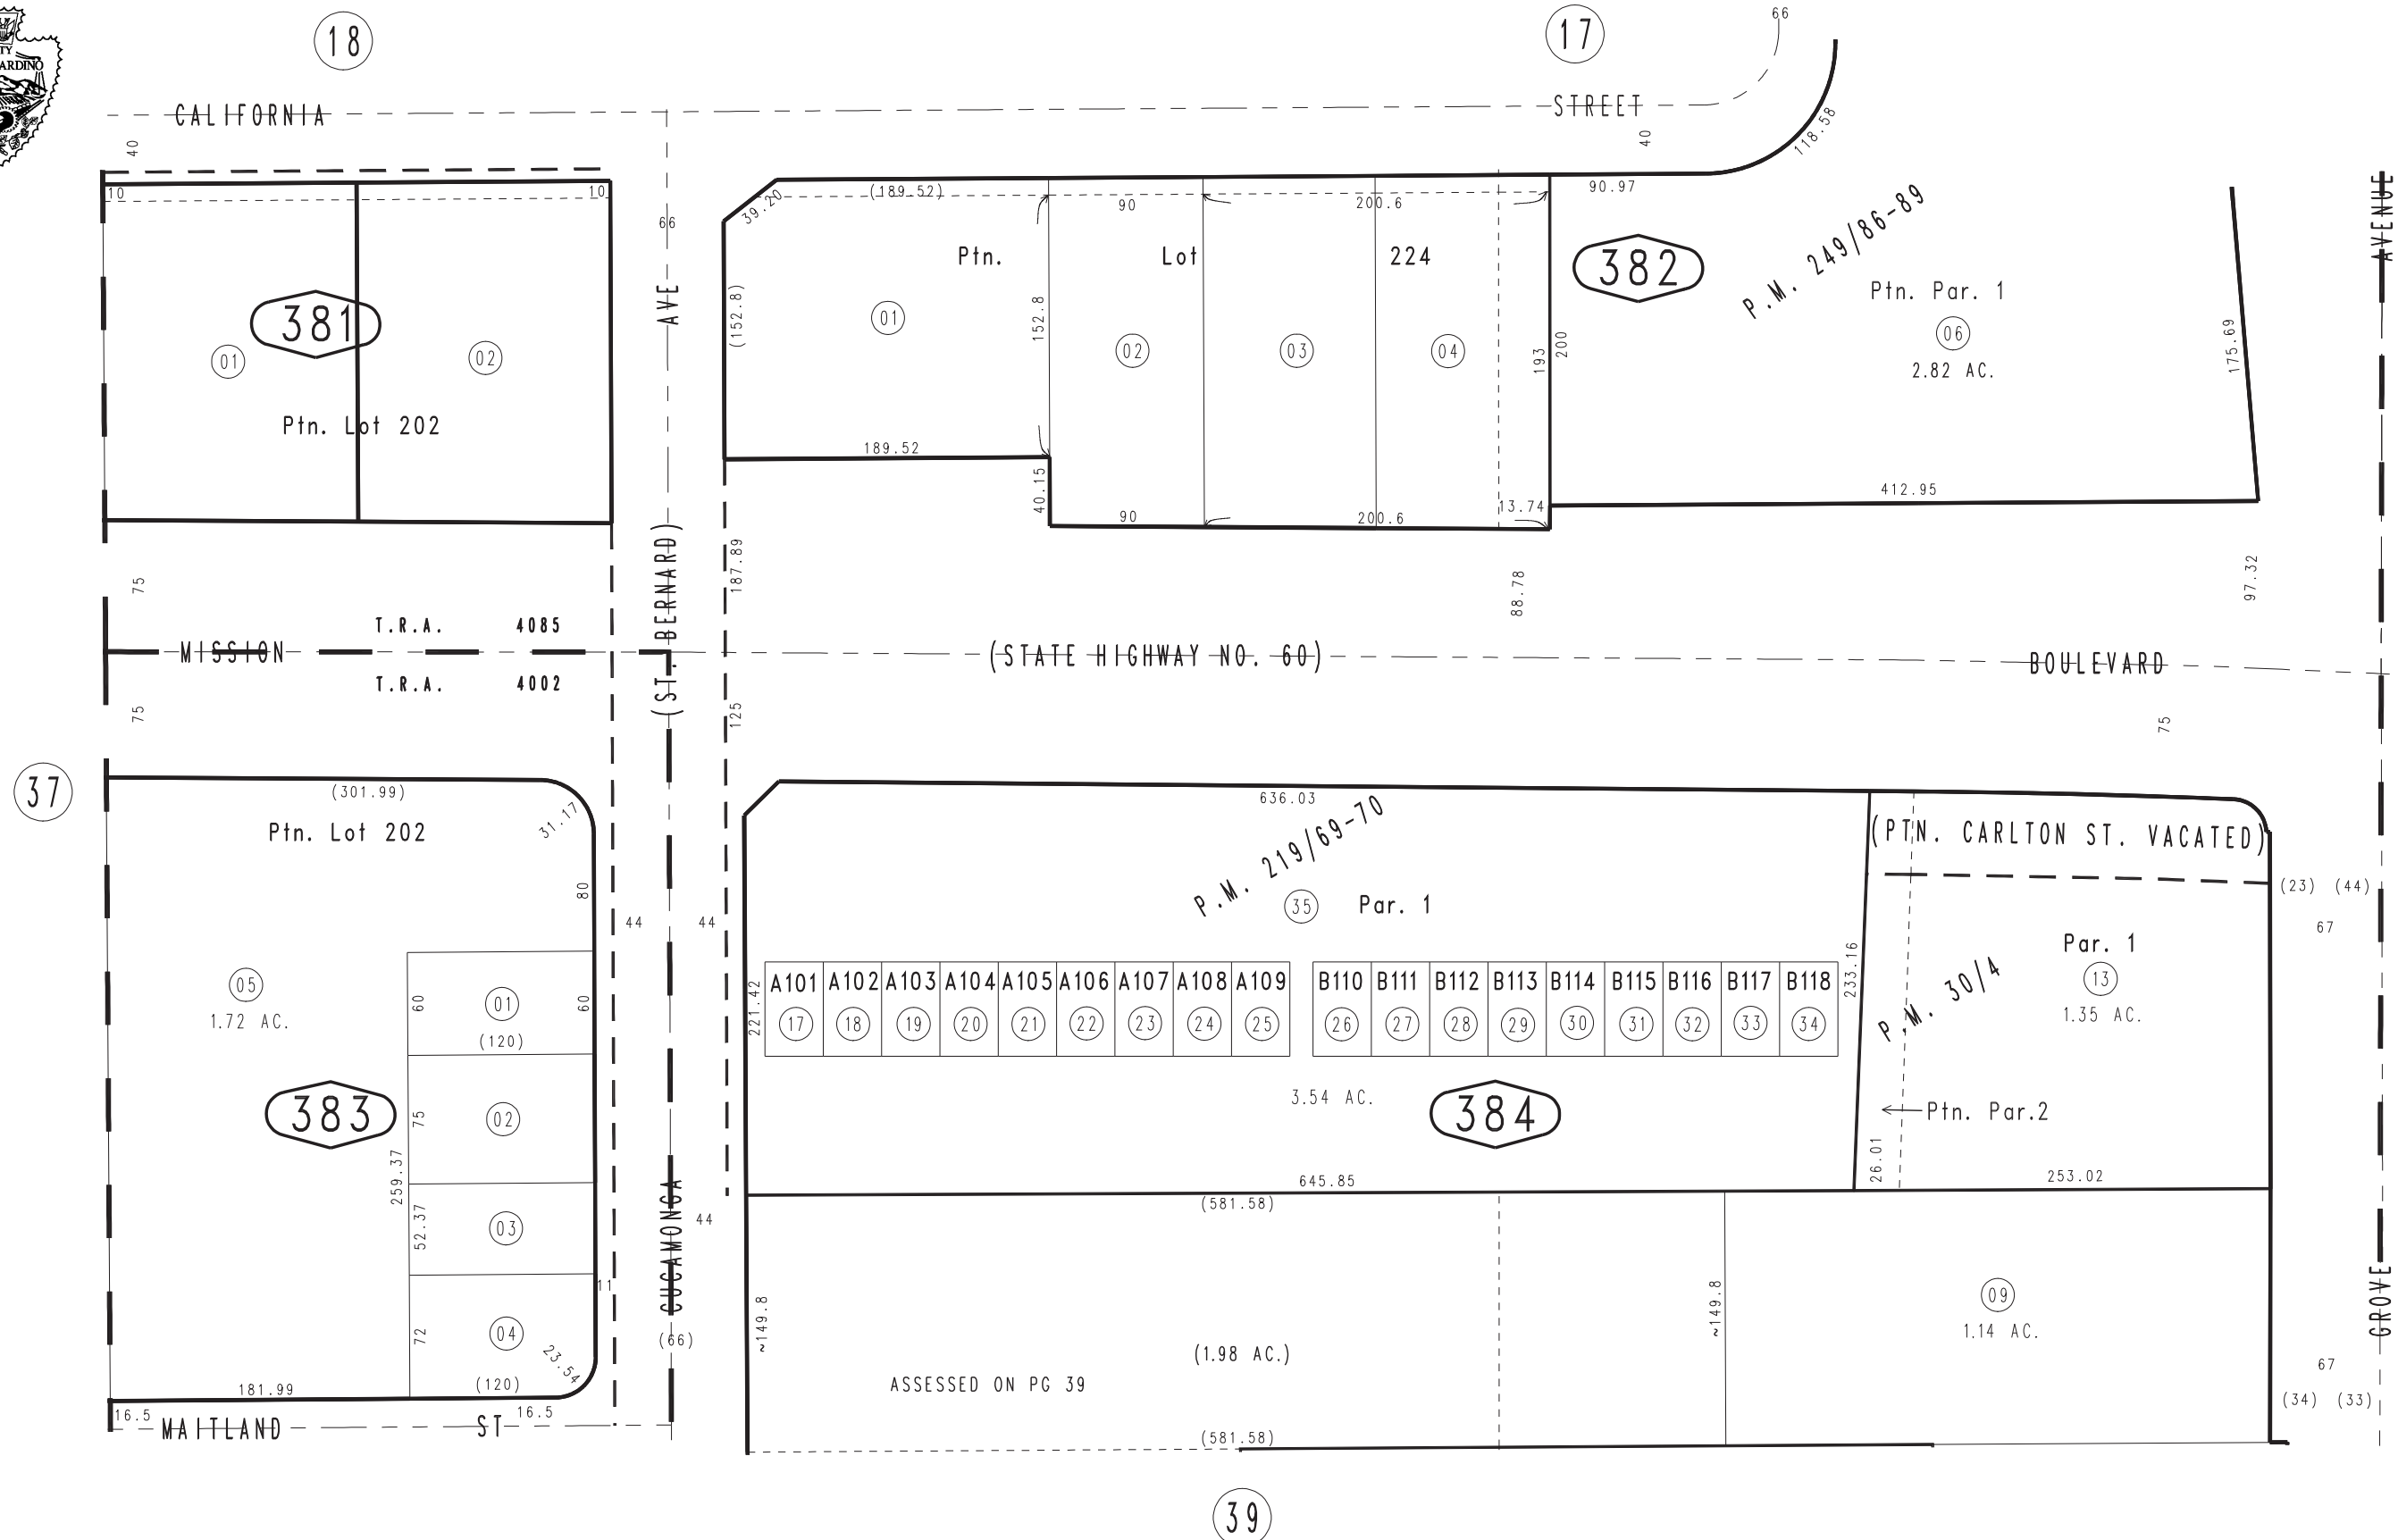 18
17
66
TY
ARDINO
CALIFORNIA
STREET
40
40
118.58
10
10
39.20
(189.52)
90
200.6
90.97
66
AVENUE
Ptn. Lot 224
382
P.M. 249/86-89
Ptn. Par. 1
06
2.82 AC.
381
01
02
Ptn. Lot 202
AVE
(152.8)
01
152.8
02
03
04
193
200
175.69
189.52
40.15
90
200.6
13.74
412.95
75
(ST. BERNARD)
187.89
88.78
97.32
T.R.A. 4085
MISSION
(STATE HIGHWAY NO. 60)
BOULEVARD
T.R.A. 4002
75
125
75
37
(301.99)
31.17
Ptn. Lot 202
636.03
P.M. 219/69-70
(PTN. CARLTON ST. VACATED)
80
44
44
35
Par. 1
(23) (44)
67
Par. 1
13
1.35 AC.
P.M. 30/4
233.16
05
1.72 AC.
60
01
60
(120)
221.42
A101 A102 A103 A104 A105 A106 A107 A108 A109 B110 B111 B112 B113 B114 B115 B116 B117 B118
17 18 19 20 21 22 23 24 25 26 27 28 29 30 31 32 33 34
3.54 AC.
384
383
75
02
Ptn. Par.2
259.37
26.01
645.85
253.02
(581.58)
52.37
03
CUCAMONGA
44
11
72
04
23.54
(66)
~149.8
~149.8
09
1.14 AC.
GROVE
(1.98 AC.)
ASSESSED ON PG 39
67
(34) (33)
181.99
(120)
16.5
16.5
MAITLAND
ST
(581.58)
39